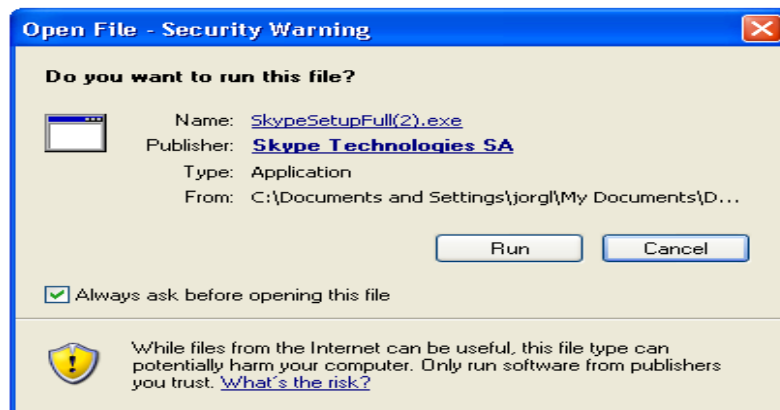 Open File - Security Warning
Do you want to run this file?
Name: SkypeSetupFull(2).exe
Publisher: Skype Technologies SA
Type: Application
From: C:\Documents and Settings\jorgl\My Documents\D...
Run Cancel
Always ask before opening this file
While files from the Internet can be useful, this file type can
potentially harm your computer. Only run software from publishers
you trust. What's the risk?